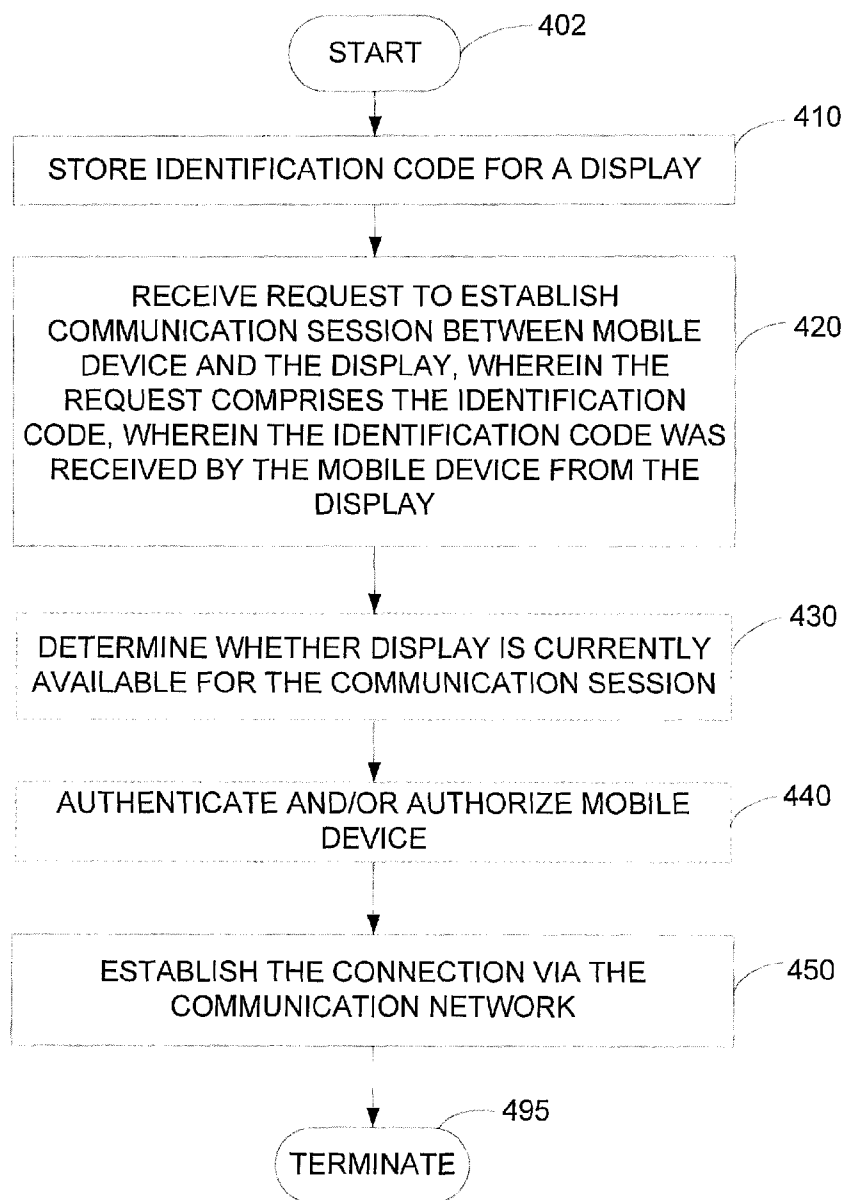 START
402
410
STORE IDENTIFICATION CODE FOR A DISPLAY
RECEIVE REQUEST TO ESTABLISH
COMMUNICATION SESSION BETWEEN MOBILE
DEVICE AND THE DISPLAY, WHEREIN THE
REQUEST COMPRISES THE IDENTIFICATION
CODE, WHEREIN THE IDENTIFICATION CODE WAS
RECEIVED BY THE MOBILE DEVICE FROM THE
DISPLAY
420
430
DETERMINE WHETHER DISPLAY IS CURRENTLY
AVAILABLE FOR THE COMMUNICATION SESSION
440
AUTHENTICATE AND/OR AUTHORIZE MOBILE
DEVICE
450
ESTABLISH THE CONNECTION VIA THE
COMMUNICATION NETWORK
495
TERMINATE